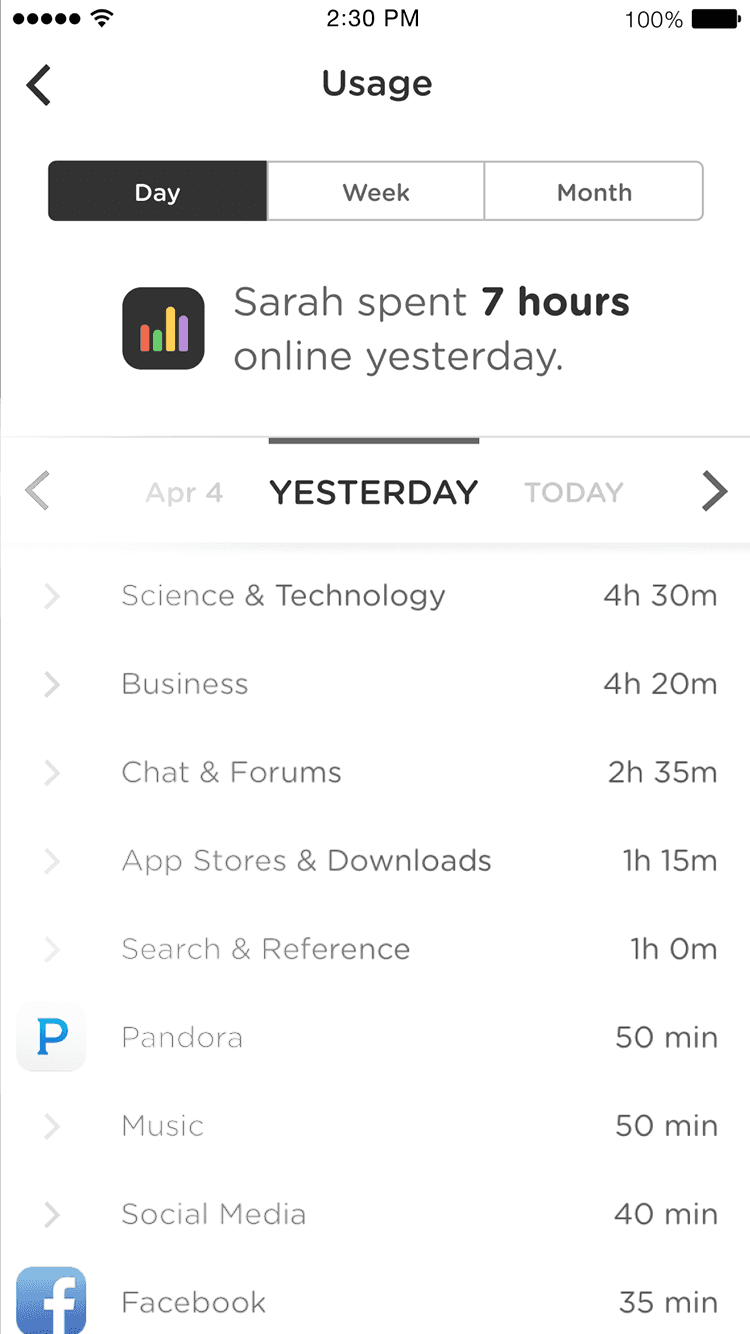 2:30 PM 100%
Usage
Day Week Month
Sarah spent 7 hours
online yesterday.
Apr 4 YESTERDAY TODAY
Science & Technology 4h 30m
Business 4h 20m
Chat & Forums 2h 35m
App Stores & Downloads 1h 15m
Search & Reference 1h 0m
P Pandora 50 min
Music 50 min
Social Media 40 min
f Facebook 35 min